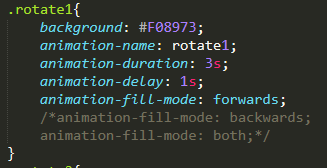 .rotate1{
background: #F08973;
animation-name: rotate1;
animation-duration: 3s;
animation-delay: 1s;
animation-fill-mode: forwards;
/*animation-fill-mode: backwards;
animation-fill-mode: both;*/
}